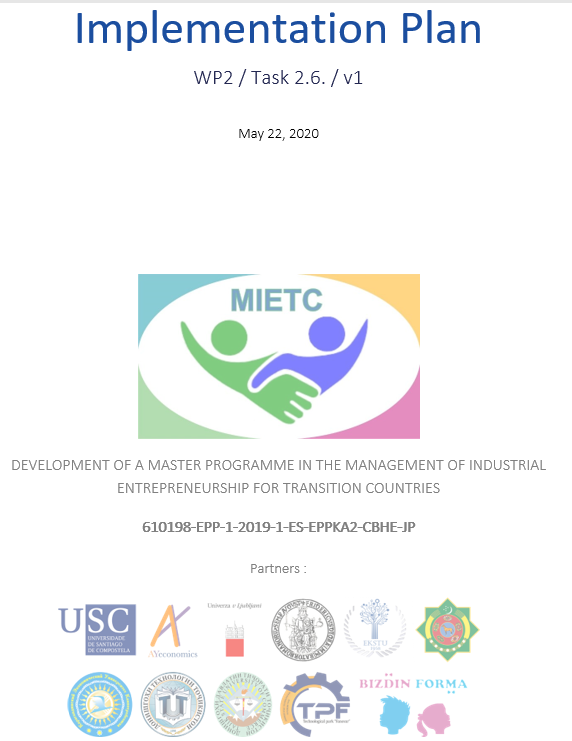 Implementation Plan
WP2 / Task 2.6. / v1
May 22, 2020
MIETC
DEVELOPMENT OF A MASTER PROGRAMME IN THE MANAGEMENT OF INDUSTRIAL
ENTREPRENEURSHIP FOR TRANSITION COUNTRIES
610198-EPP-1-2019-1-ES-EPPKA2-CBHE-JP
Partners :
USC
UNIVERSIDADE
DE SANTIAGO
DE COMPOSTELA
AYeconomics
Univerza v Ljubljani
EKSTU
TPF
BIZDIN FORMA